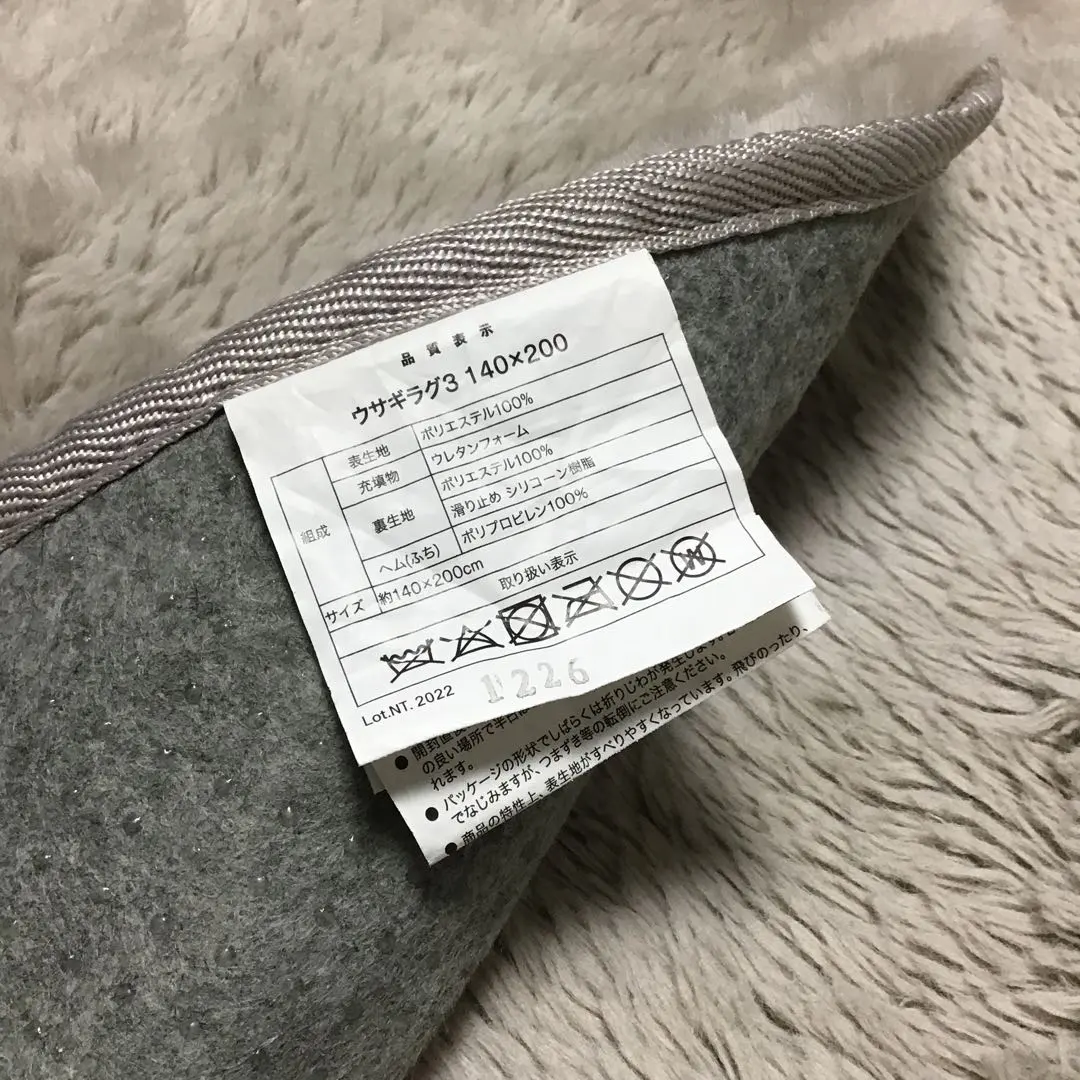 品質表示
ウサギラグ3 140×200
組成
表生地 ポリエステル100%
充填物 ウレタンフォーム
裏生地 ポリエステル100%
滑り止め シリコーン樹脂
ヘム(ふち) ポリプロピレン100%
サイズ 約140×200cm
取り扱い表示
Lot.NT. 2022 1226
● 開封直後
の良い場所で半日
れます。
● パッケージの形状でしばらくは折りじわが発生します。
でなじみますが、つまずき等の転倒にご注意ください。
● 商品の特性上、表生地がすべりやすくなっています。飛びのったり、